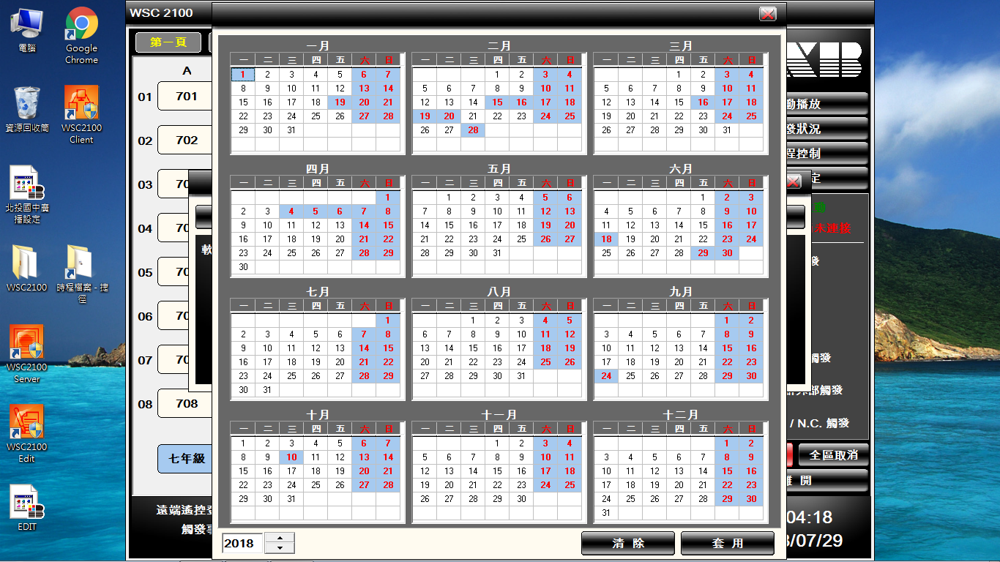 電腦
Google Chrome
資源回收筒
WSC2100 Client
北投國中廣播設定
WSC2100
時程檔案 - 捷徑
WSC2100 Server
WSC2100 Edit
EDIT
WSC 2100
第一頁
A
01 701
02 702
03 70
04 70
05 70
06 70
07 70
08 708
七年級
遠端遙控
觸發
軟
一月
一 二 三 四 五 六 日
1 2 3 4 5 6 7
8 9 10 11 12 13 14
15 16 17 18 19 20 21
22 23 24 25 26 27 28
29 30 31
二月
一 二 三 四 五 六 日
1 2 3 4
5 6 7 8 9 10 11
12 13 14 15 16 17 18
19 20 21 22 23 24 25
26 27 28
三月
一 二 三 四 五 六 日
1 2 3 4
5 6 7 8 9 10 11
12 13 14 15 16 17 18
19 20 21 22 23 24 25
26 27 28 29 30 31
四月
一 二 三 四 五 六 日
1
2 3 4 5 6 7 8
9 10 11 12 13 14 15
16 17 18 19 20 21 22
23 24 25 26 27 28 29
30
五月
一 二 三 四 五 六 日
1 2 3 4 5 6
7 8 9 10 11 12 13
14 15 16 17 18 19 20
21 22 23 24 25 26 27
28 29 30 31
六月
一 二 三 四 五 六 日
1 2 3
4 5 6 7 8 9 10
11 12 13 14 15 16 17
18 19 20 21 22 23 24
25 26 27 28 29 30
七月
一 二 三 四 五 六 日
1
2 3 4 5 6 7 8
9 10 11 12 13 14 15
16 17 18 19 20 21 22
23 24 25 26 27 28 29
30 31
八月
一 二 三 四 五 六 日
1 2 3 4 5
6 7 8 9 10 11 12
13 14 15 16 17 18 19
20 21 22 23 24 25 26
27 28 29 30 31
九月
一 二 三 四 五 六 日
1 2
3 4 5 6 7 8 9
10 11 12 13 14 15 16
17 18 19 20 21 22 23
24 25 26 27 28 29 30
十月
一 二 三 四 五 六 日
1 2 3 4 5 6 7
8 9 10 11 12 13 14
15 16 17 18 19 20 21
22 23 24 25 26 27 28
29 30 31
十一月
一 二 三 四 五 六 日
1 2 3 4
5 6 7 8 9 10 11
12 13 14 15 16 17 18
19 20 21 22 23 24 25
26 27 28 29 30
十二月
一 二 三 四 五 六 日
1 2
3 4 5 6 7 8 9
10 11 12 13 14 15 16
17 18 19 20 21 22 23
24 25 26 27 28 29 30
31
2018
清除
套用
播放
狀況
程控制
定
動
未連接
發
觸發
外部觸發
/ N.C. 觸發
全區取消
開
04:18
/07/29